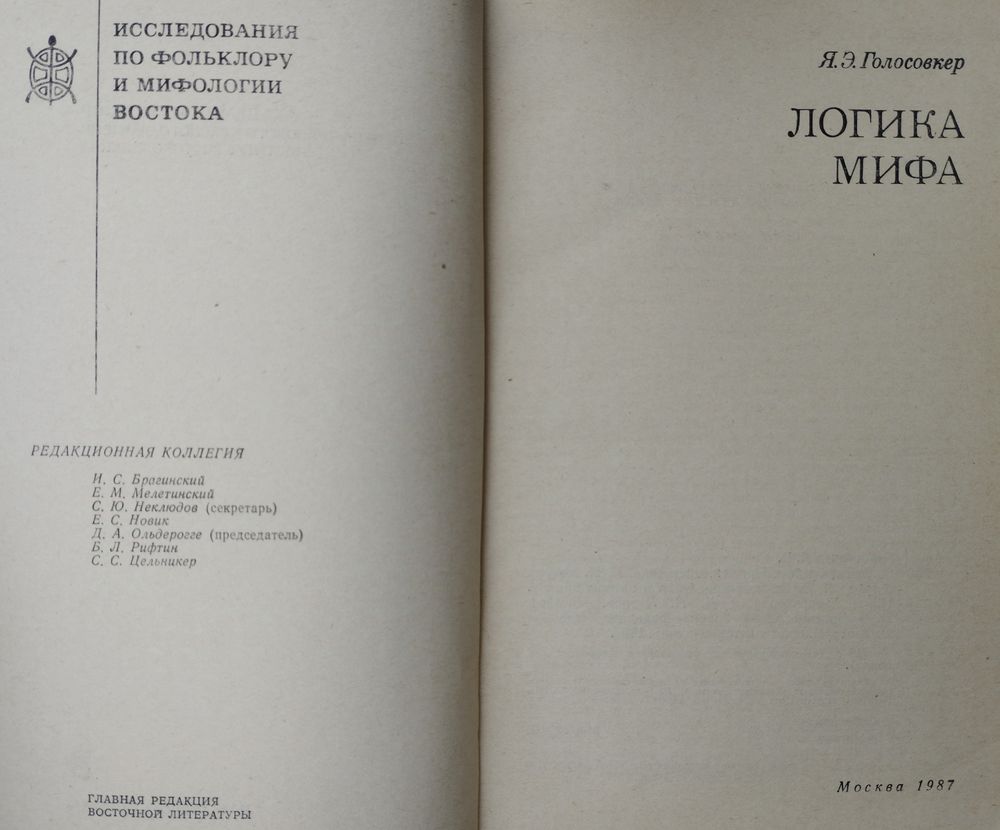 ИССЛЕДОВАНИЯ
ПО ФОЛЬКЛОРУ
И МИФОЛОГИИ
ВОСТОКА
РЕДАКЦИОННАЯ КОЛЛЕГИЯ
И. С. Брагинский
Е. М. Мелетинский
С. Ю. Неклюдов (секретарь)
Е. С. Новик
Д. А. Ольдерогге (председатель)
Б. Л. Рифтин
С. С. Цельникер
ГЛАВНАЯ РЕДАКЦИЯ
ВОСТОЧНОЙ ЛИТЕРАТУРЫ
Я. Э. Голосовкер
ЛОГИКА
МИФА
Москва 1987